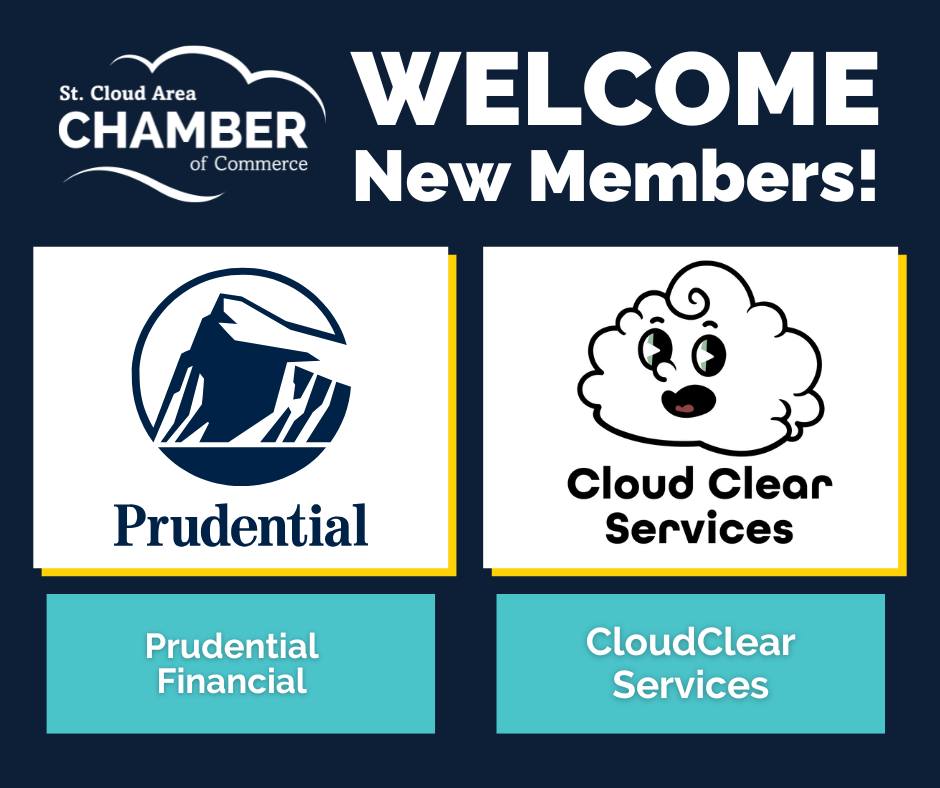 St. Cloud Area
CHAMBER
of Commerce
WELCOME
New Members!
Prudential
Cloud Clear
Services
Prudential
Financial
CloudClear
Services